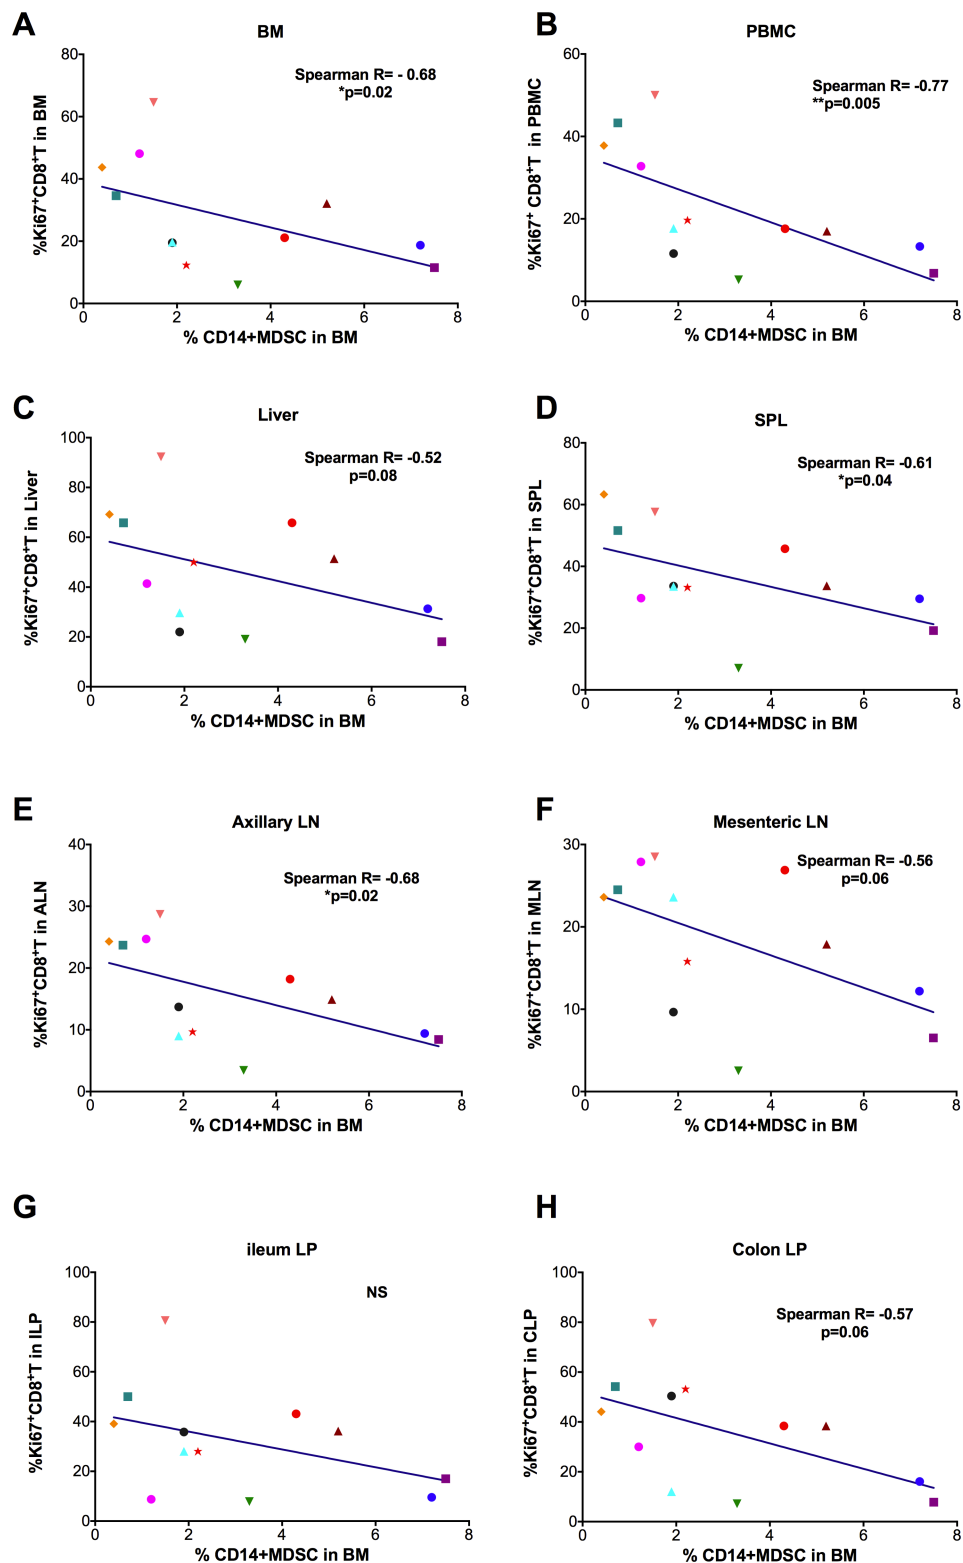 A
BM
Spearman R= - 0.68
*p=0.02
%Ki67⁺CD8⁺T in BM
80
60
40
20
0
0 2 4 6 8
% CD14+MDSC in BM
B
PBMC
Spearman R= -0.77
**p=0.005
%Ki67⁺ CD8⁺T in PBMC
60
40
20
0
0 2 4 6 8
% CD14+MDSC in BM
C
Liver
Spearman R= -0.52
p=0.08
%Ki67⁺CD8⁺T in Liver
100
80
60
40
20
0
0 2 4 6 8
% CD14+MDSC in BM
D
SPL
Spearman R= -0.61
*p=0.04
%Ki67⁺CD8⁺T in SPL
80
60
40
20
0
0 2 4 6 8
% CD14+MDSC in BM
E
Axillary LN
Spearman R= -0.68
*p=0.02
%Ki67⁺CD8⁺T in ALN
40
30
20
10
0
0 2 4 6 8
% CD14+MDSC in BM
F
Mesenteric LN
Spearman R= -0.56
p=0.06
%Ki67⁺CD8⁺T in MLN
30
20
10
0
0 2 4 6 8
% CD14+MDSC in BM
G
ileum LP
NS
%Ki67⁺CD8⁺T in ILP
100
80
60
40
20
0
0 2 4 6 8
% CD14+MDSC in BM
H
Colon LP
Spearman R= -0.57
p=0.06
%Ki67⁺CD8⁺T in CLP
100
80
60
40
20
0
0 2 4 6 8
% CD14+MDSC in BM